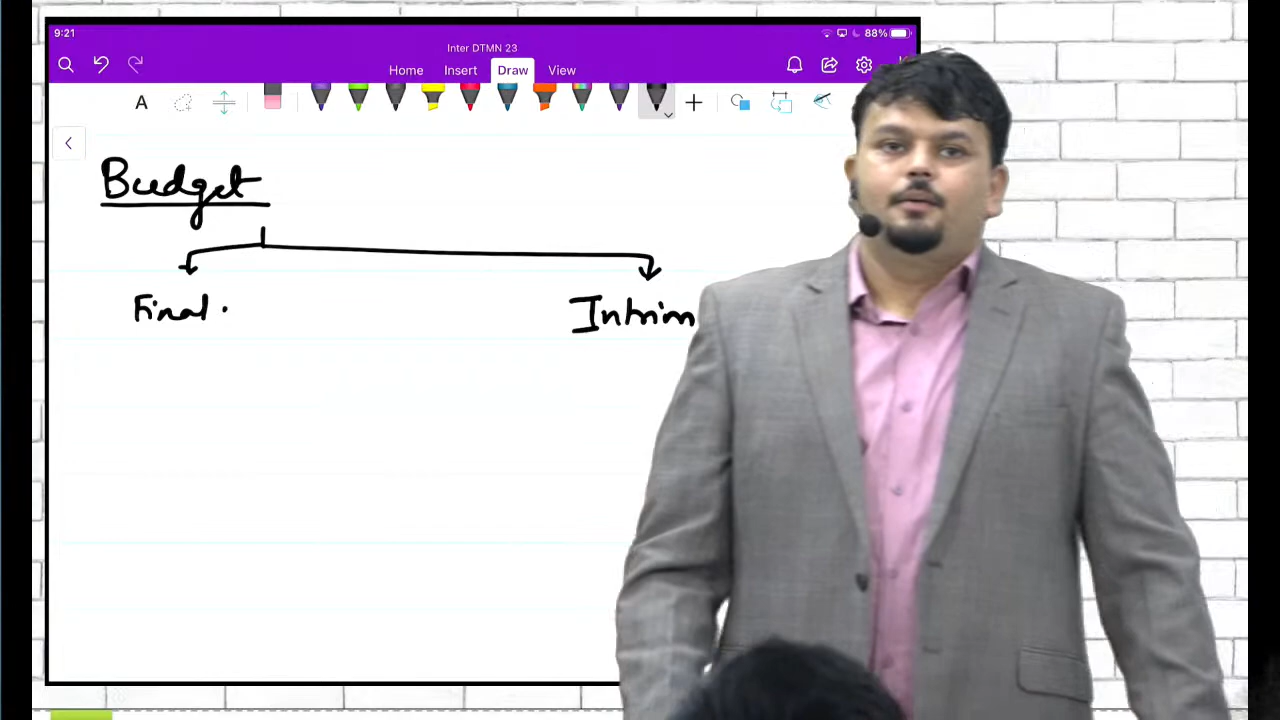 9:21
88%
Inter DTMN 23
Home Insert Draw View
A
Budget
Final
Intrim